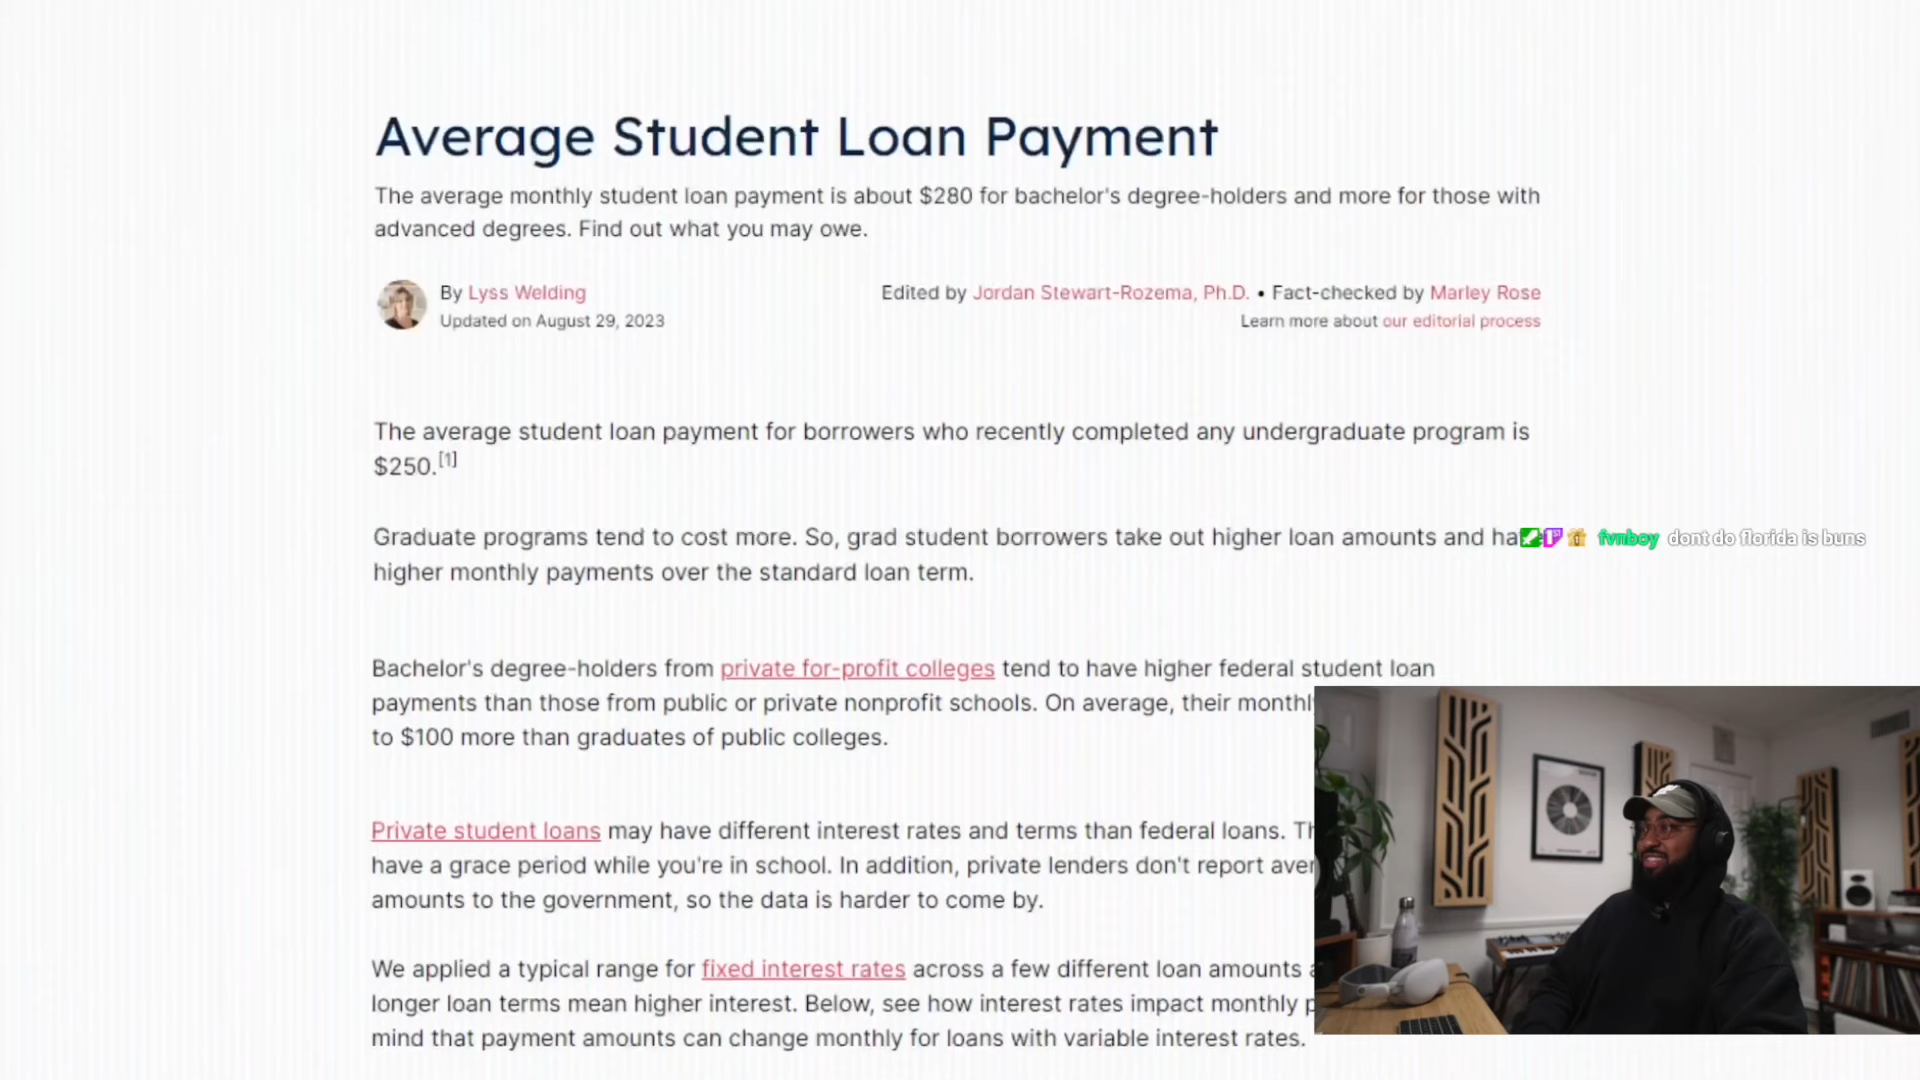 Average Student Loan Payment
The average monthly student loan payment is about $280 for bachelor's degree-holders and more for those with
advanced degrees. Find out what you may owe.
By Lyss Welding
Updated on August 29, 2023
Edited by Jordan Stewart-Rozema, Ph.D. • Fact-checked by Marley Rose
Learn more about our editorial process
The average student loan payment for borrowers who recently completed any undergraduate program is
$250.[1]
Graduate programs tend to cost more. So, grad student borrowers take out higher loan amounts and ha
fvnboy dont do florida is buns
higher monthly payments over the standard loan term.
Bachelor's degree-holders from private for-profit colleges tend to have higher federal student loan
payments than those from public or private nonprofit schools. On average, their monthl
to $100 more than graduates of public colleges.
Private student loans may have different interest rates and terms than federal loans. Th
have a grace period while you're in school. In addition, private lenders don't report aver
amounts to the government, so the data is harder to come by.
We applied a typical range for fixed interest rates across a few different loan amounts
longer loan terms mean higher interest. Below, see how interest rates impact monthly p
mind that payment amounts can change monthly for loans with variable interest rates.